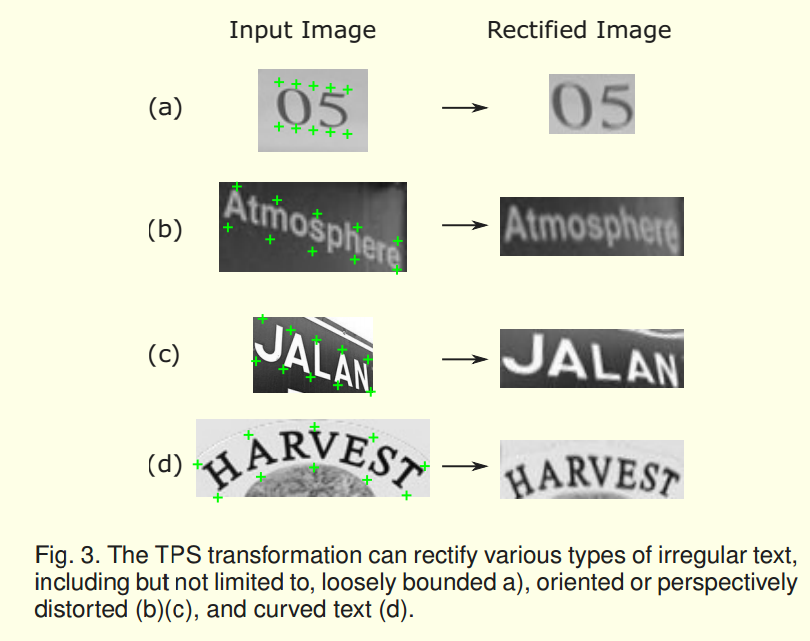 Input Image Rectified Image
(a) 05 05
(b) Atmosphere Atmosphere
(c) JALAN JALAN
(d) HARVEST HARVEST
Fig. 3. The TPS transformation can rectify various types of irregular text,
including but not limited to, loosely bounded a), oriented or perspectively
distorted (b)(c), and curved text (d).